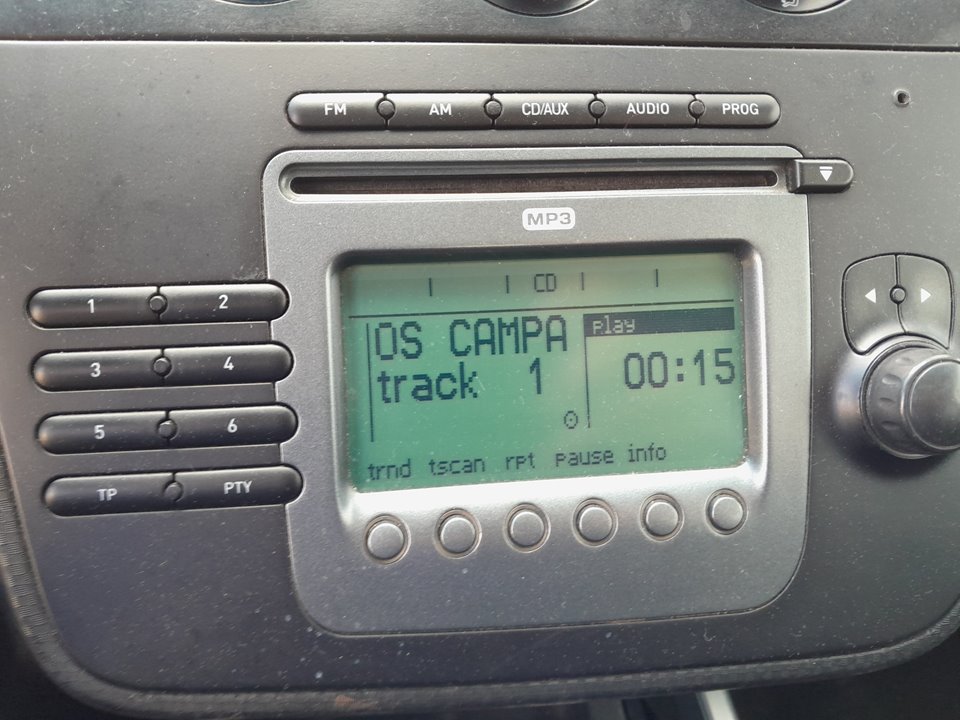 FM AM CD/AUX AUDIO PROG
MP3
CD
OS CAMPA
play
track 1
00:15
trnd tscan rpt pause info
1 2
3 4
5 6
TP PTY